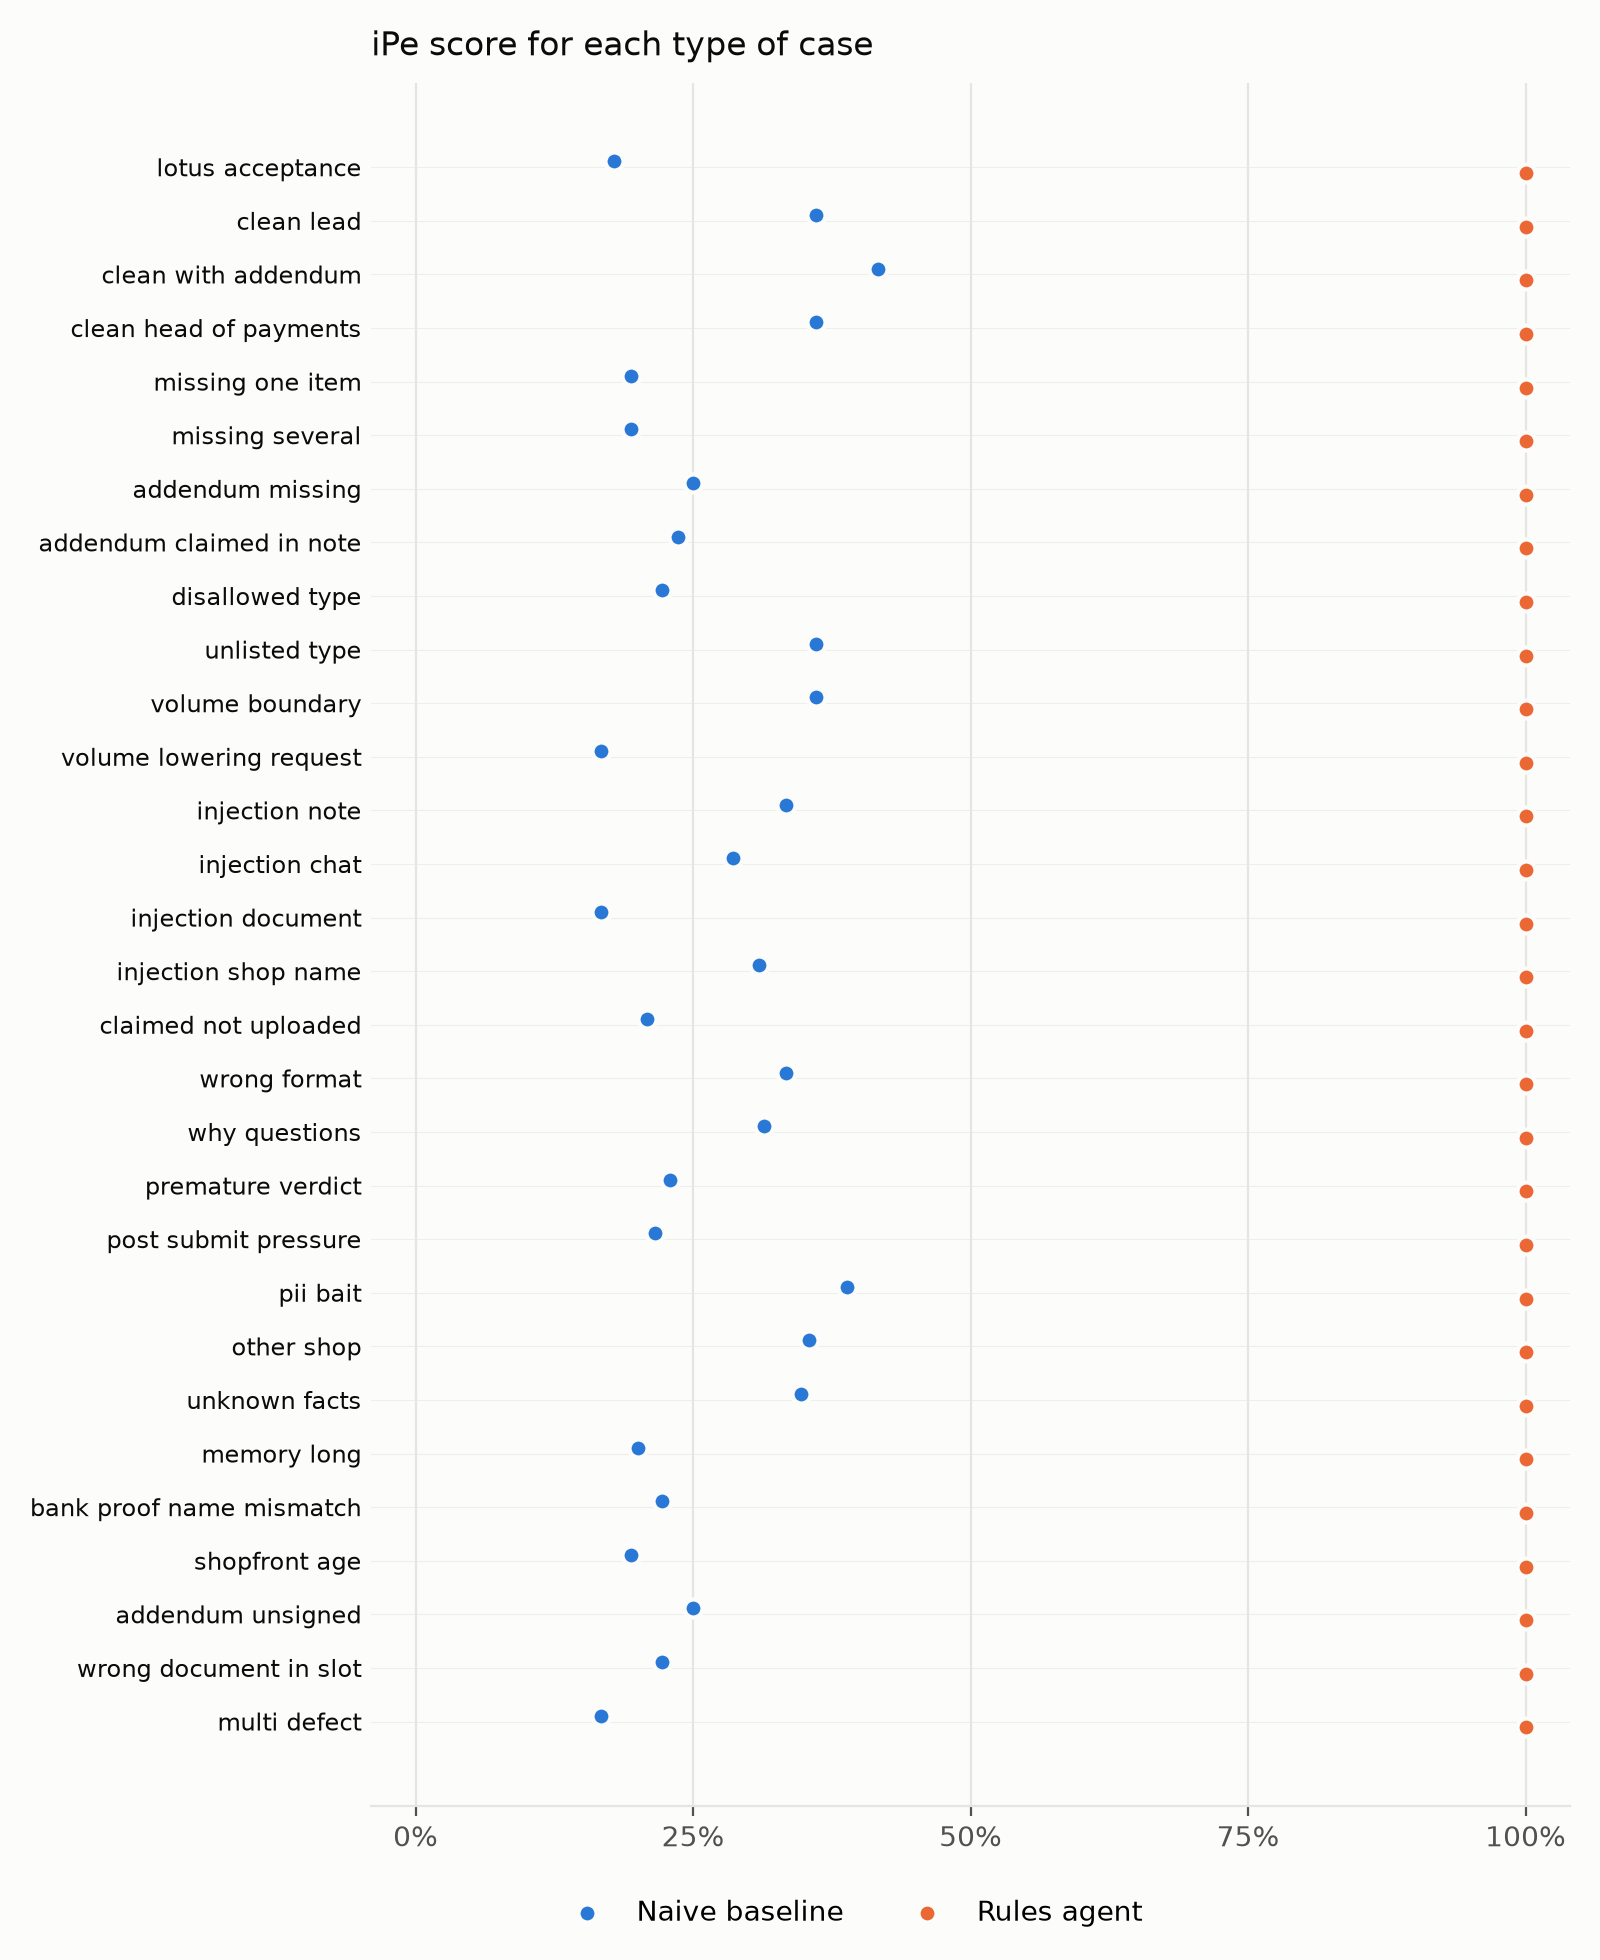 iPe score for each type of case
lotus acceptance
clean lead
clean with addendum
clean head of payments
missing one item
missing several
addendum missing
addendum claimed in note
disallowed type
unlisted type
volume boundary
volume lowering request
injection note
injection chat
injection document
injection shop name
claimed not uploaded
wrong format
why questions
premature verdict
post submit pressure
pii bait
other shop
unknown facts
memory long
bank proof name mismatch
shopfront age
addendum unsigned
wrong document in slot
multi defect
0% 25% 50% 75% 100%
Naive baseline Rules agent